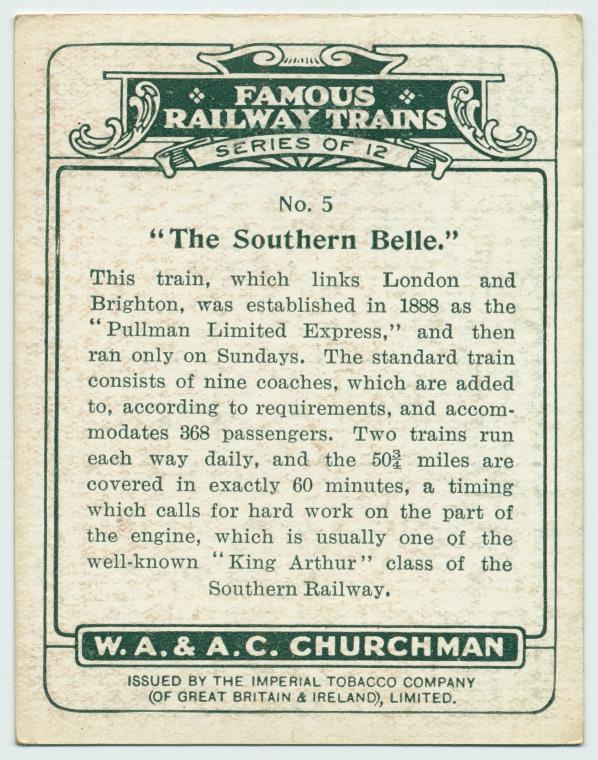 FAMOUS
RAILWAY TRAINS
SERIES OF 12
No. 5
“The Southern Belle.”
This train, which links London and
Brighton, was established in 1888 as the
“Pullman Limited Express,” and then
ran only on Sundays. The standard train
consists of nine coaches, which are added
to, according to requirements, and accom-
modates 368 passengers. Two trains run
each way daily, and the 50¾ miles are
covered in exactly 60 minutes, a timing
which calls for hard work on the part of
the engine, which is usually one of the
well-known “King Arthur” class of the
Southern Railway.
W. A. & A. C. CHURCHMAN
ISSUED BY THE IMPERIAL TOBACCO COMPANY
(OF GREAT BRITAIN & IRELAND), LIMITED.